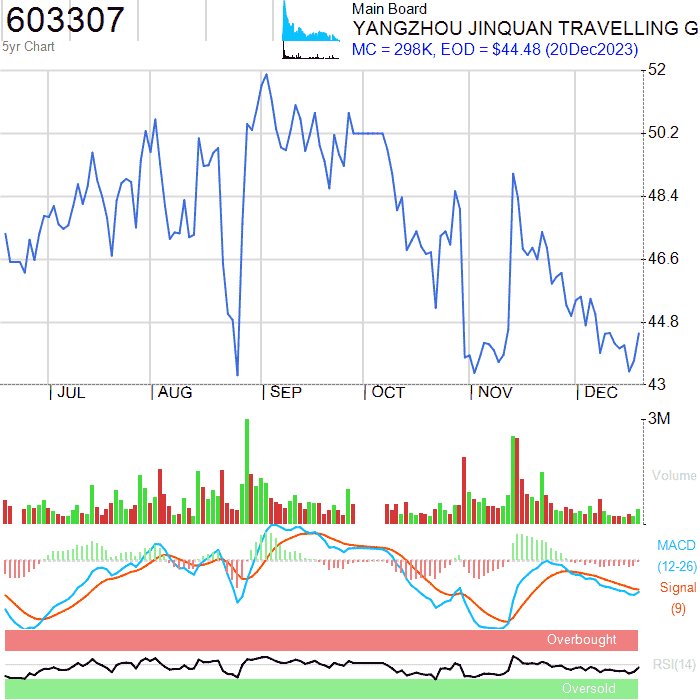 603307
5yr Chart
Main Board
YANGZHOU JINQUAN TRAVELLING G
MC = 298K, EOD = $44.48 (20Dec2023)
52
50.2
48.4
46.6
44.8
43
JUL AUG SEP OCT NOV DEC
3M
Volume
MACD
(12-26)
Signal
(9)
Overbought
RSI(14)
Oversold